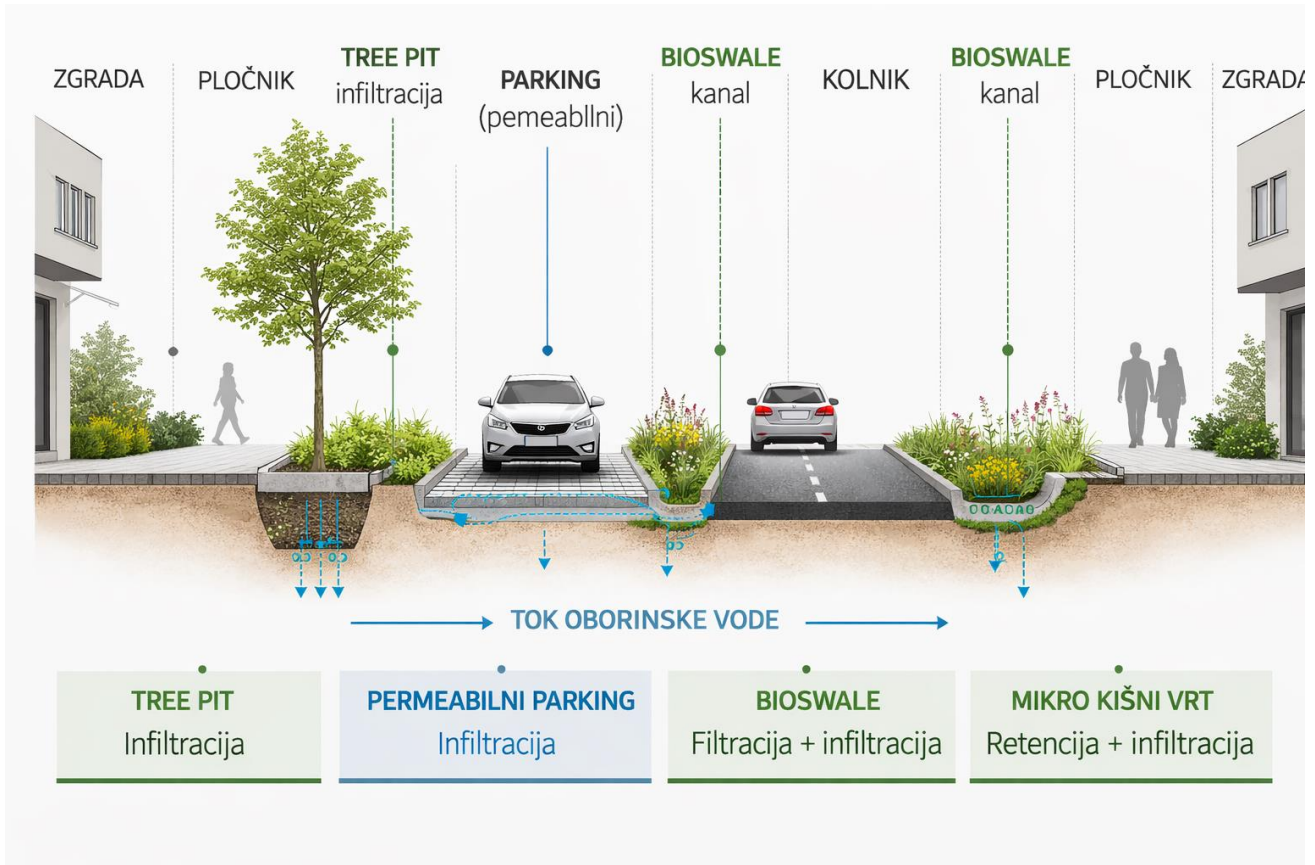 ZGRADA
PLOČNIK
TREE PIT
infiltracija
PARKING
(pemeabllni)
BIOSWALE
kanal
KOLNIK
BIOSWALE
kanal
PLOČNIK
ZGRADA
TOK OBORINSKE VODE
TREE PIT
Infiltracija
PERMEABILNI PARKING
Infiltracija
BIOSWALE
Filtracija + infiltracija
MIKRO KIŠNI VRT
Retencija + infiltracija